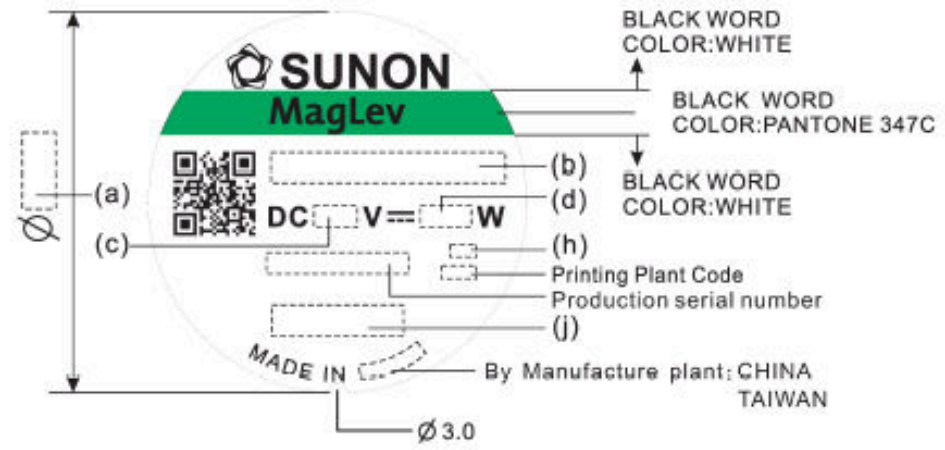 BLACK WORD
COLOR:WHITE
SUNON
MagLev
BLACK WORD
COLOR:PANTONE 347C
(a)
(b)
BLACK WORD
COLOR:WHITE
(d)
DC V W
Ø
(c)
(h)
Printing Plant Code
Production serial number
(j)
MADE IN
By Manufacture plant: CHINA
TAIWAN
Ø 3.0